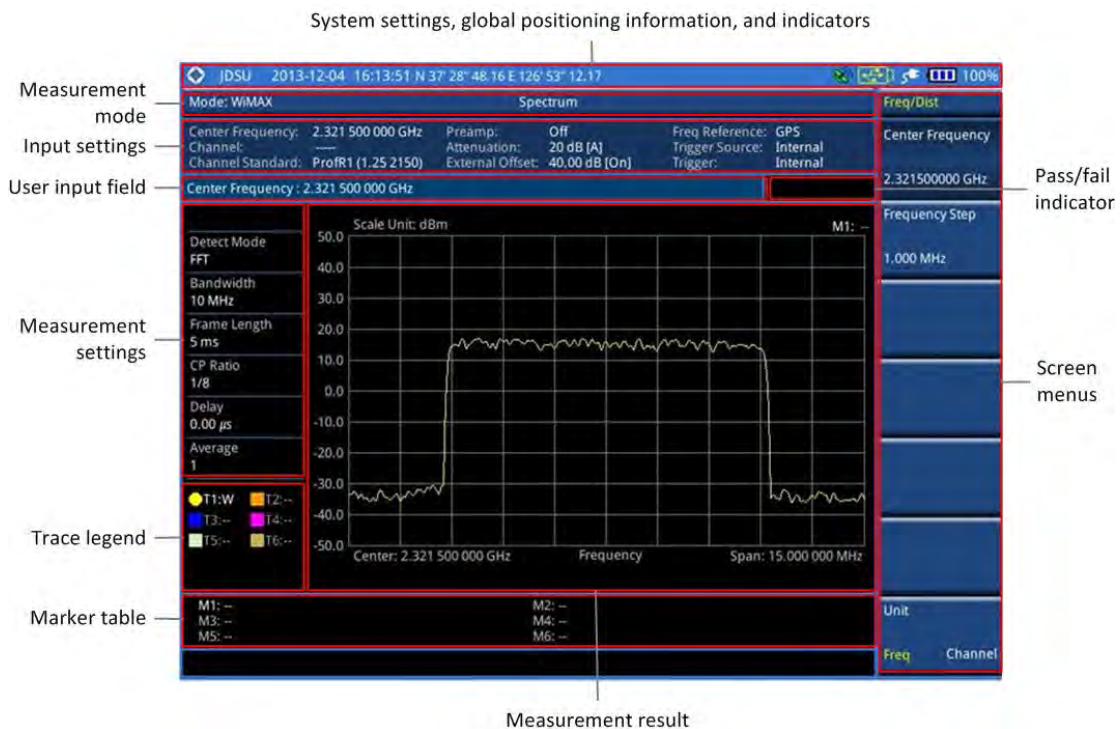 System settings, global positioning information, and indicators
JDSU 2013-12-04 16:13:51 N 37' 28" 48.16 E 126' 53" 12.17
100%
Measurement
mode
Mode: WiMAX
Spectrum
Freq/Dist
Input settings
Center Frequency: 2.321 500 000 GHz
Preamp: Off
Freq Reference: GPS
Channel: ----
Attenuation: 20 dB [A]
Trigger Source: Internal
Channel Standard: ProfR1 (1.25 2150)
External Offset: 40.00 dB [On]
Trigger: Internal
Center Frequency
2.321500000 GHz
User input field
Center Frequency : 2.321 500 000 GHz
Pass/fail
indicator
Frequency Step
1.000 MHz
Scale Unit: dBm
M1: --
Measurement
settings
Detect Mode
FFT
Bandwidth
10 MHz
Frame Length
5 ms
CP Ratio
1/8
Delay
0.00 µs
Average
1
50.0
40.0
30.0
20.0
10.0
0.0
-30.0
-40.0
-50.0
Screen
menus
Trace legend
T1:W T2:--
T3:-- T4:--
T5:-- T6:--
Center: 2.321 500 000 GHz
Frequency
Span: 15.000 000 MHz
Marker table
M1: -- M2: --
M3: -- M4: --
M5: -- M6: --
Unit
Freq Channel
Measurement result